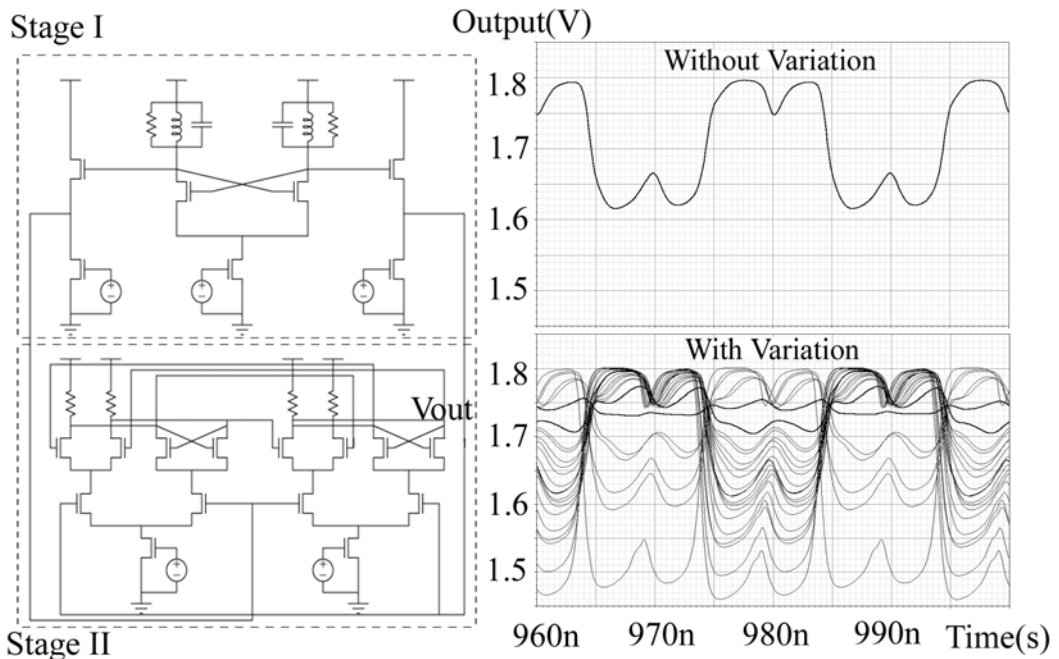 Stage I
Output(V)
Without Variation
1.8
1.7
1.6
1.5
With Variation
1.8
1.7
1.6
1.5
Vout
960n 970n 980n 990n Time(s)
Stage II